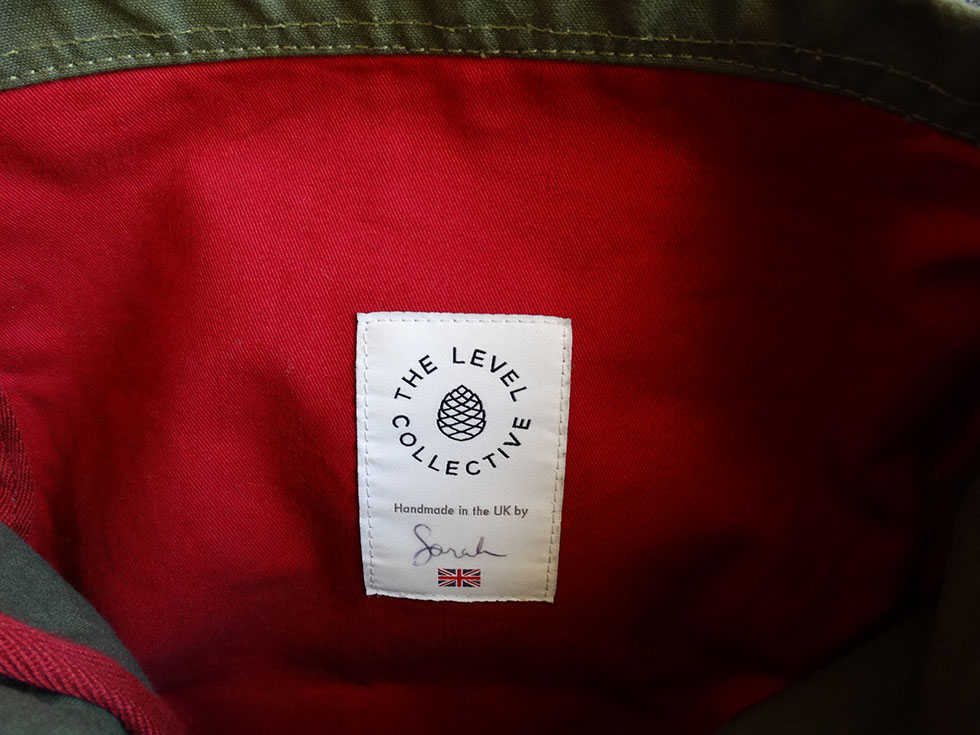 THE LEVEL
COLLECTIVE
Handmade in the UK by
Sarah